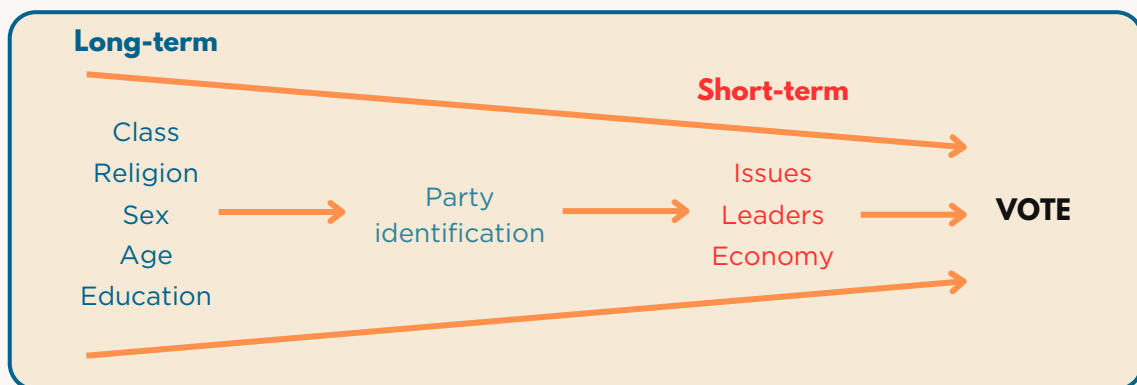 Long-term
Short-term
Class
Religion
Sex
Age
Education
Party
identification
Issues
Leaders
Economy
VOTE